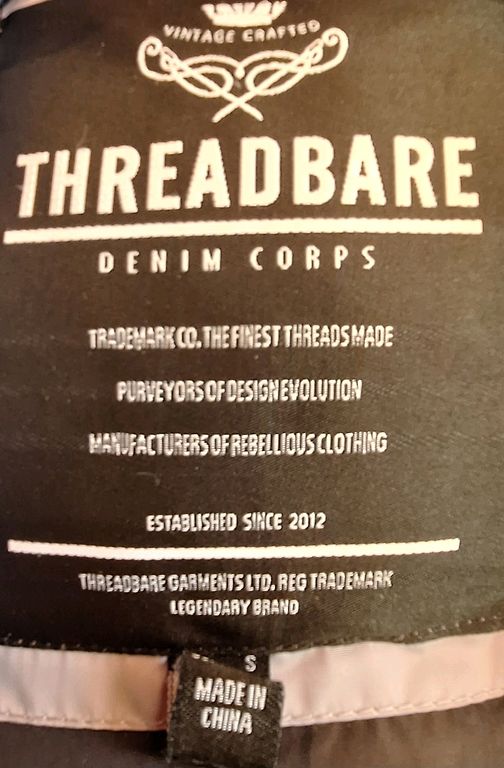 VINTAGE CRAFTED
THREADBARE
DENIM CORPS
TRADEMARK CO. THE FINEST THREADS MADE
PURVEYORS OF DESIGN EVOLUTION
MANUFACTURERS OF REBELLIOUS CLOTHING
ESTABLISHED SINCE 2012
THREADBARE GARMENTS LTD. REG TRADEMARK
LEGENDARY BRAND
S
MADE IN
CHINA